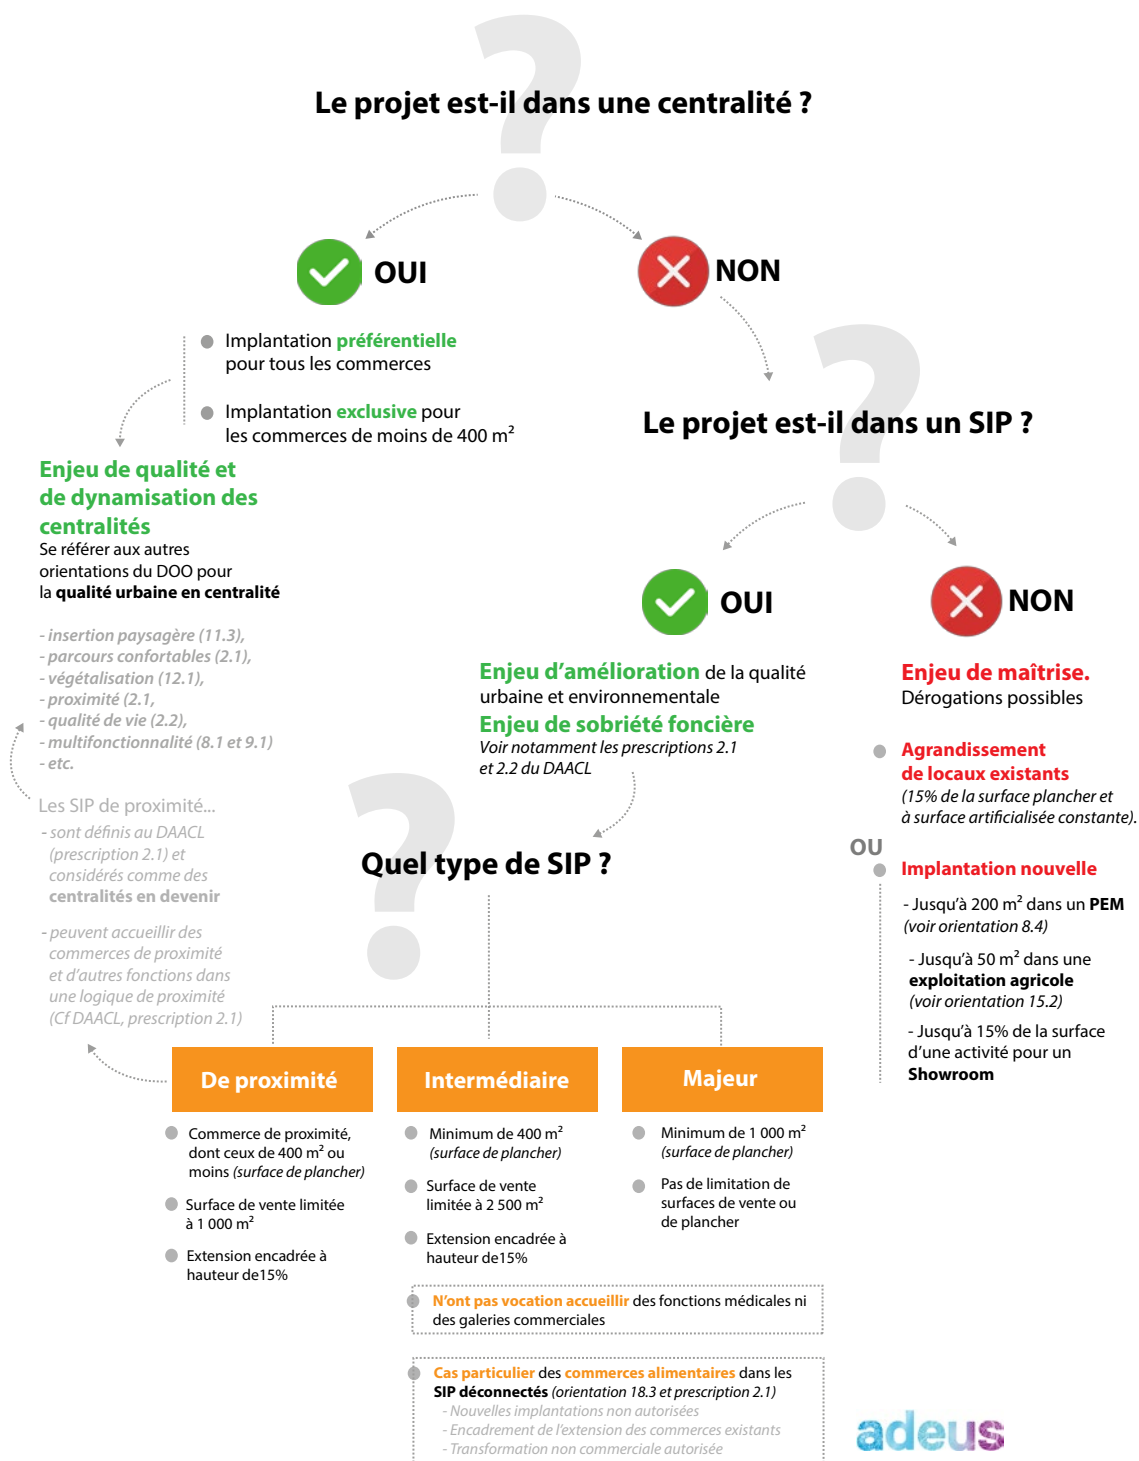 Le projet est-il dans une centralité ?
OUI
NON
Implantation préférentielle
pour tous les commerces
Implantation exclusive pour
les commerces de moins de 400 m²
Enjeu de qualité et
de dynamisation des
centralités
Se référer aux autres
orientations du DOO pour
la qualité urbaine en centralité
- insertion paysagère (11.3),
- parcours confortables (2.1),
- végétalisation (12.1),
- proximité (2.1,
- qualité de vie (2.2),
- multifonctionnalité (8.1 et 9.1)
- etc.
Les SIP de proximité...
- sont définis au DAACL
(prescription 2.1) et
considérés comme des
centralités en devenir
- peuvent accueillir des
commerces de proximité
et d'autres fonctions dans
une logique de proximité
(Cf DAACL, prescription 2.1)
Le projet est-il dans un SIP ?
OUI
NON
Enjeu d'amélioration de la qualité
urbaine et environnementale
Enjeu de sobriété foncière
Voir notamment les prescriptions 2.1
et 2.2 du DAACL
Enjeu de maîtrise.
Dérogations possibles
Agrandissement
de locaux existants
(15% de la surface plancher et
à surface artificialisée constante).
OU
Implantation nouvelle
- Jusqu'à 200 m² dans un PEM
(voir orientation 8.4)
- Jusqu'à 50 m² dans une
exploitation agricole
(voir orientation 15.2)
- Jusqu'à 15% de la surface
d'une activité pour un
Showroom
Quel type de SIP ?
De proximité
Commerce de proximité,
dont ceux de 400 m² ou
moins (surface de plancher)
Surface de vente limitée
à 1 000 m²
Extension encadrée à
hauteur de15%
Intermédiaire
Minimum de 400 m²
(surface de plancher)
Surface de vente
limitée à 2 500 m²
Extension encadrée à
hauteur de15%
Majeur
Minimum de 1 000 m²
(surface de plancher)
Pas de limitation de
surfaces de vente ou
de plancher
N'ont pas vocation accueillir des fonctions médicales ni
des galeries commerciales
Cas particulier des commerces alimentaires dans les
SIP déconnectés (orientation 18.3 et prescription 2.1)
- Nouvelles implantations non autorisées
- Encadrement de l'extension des commerces existants
- Transformation non commerciale autorisée
adeus